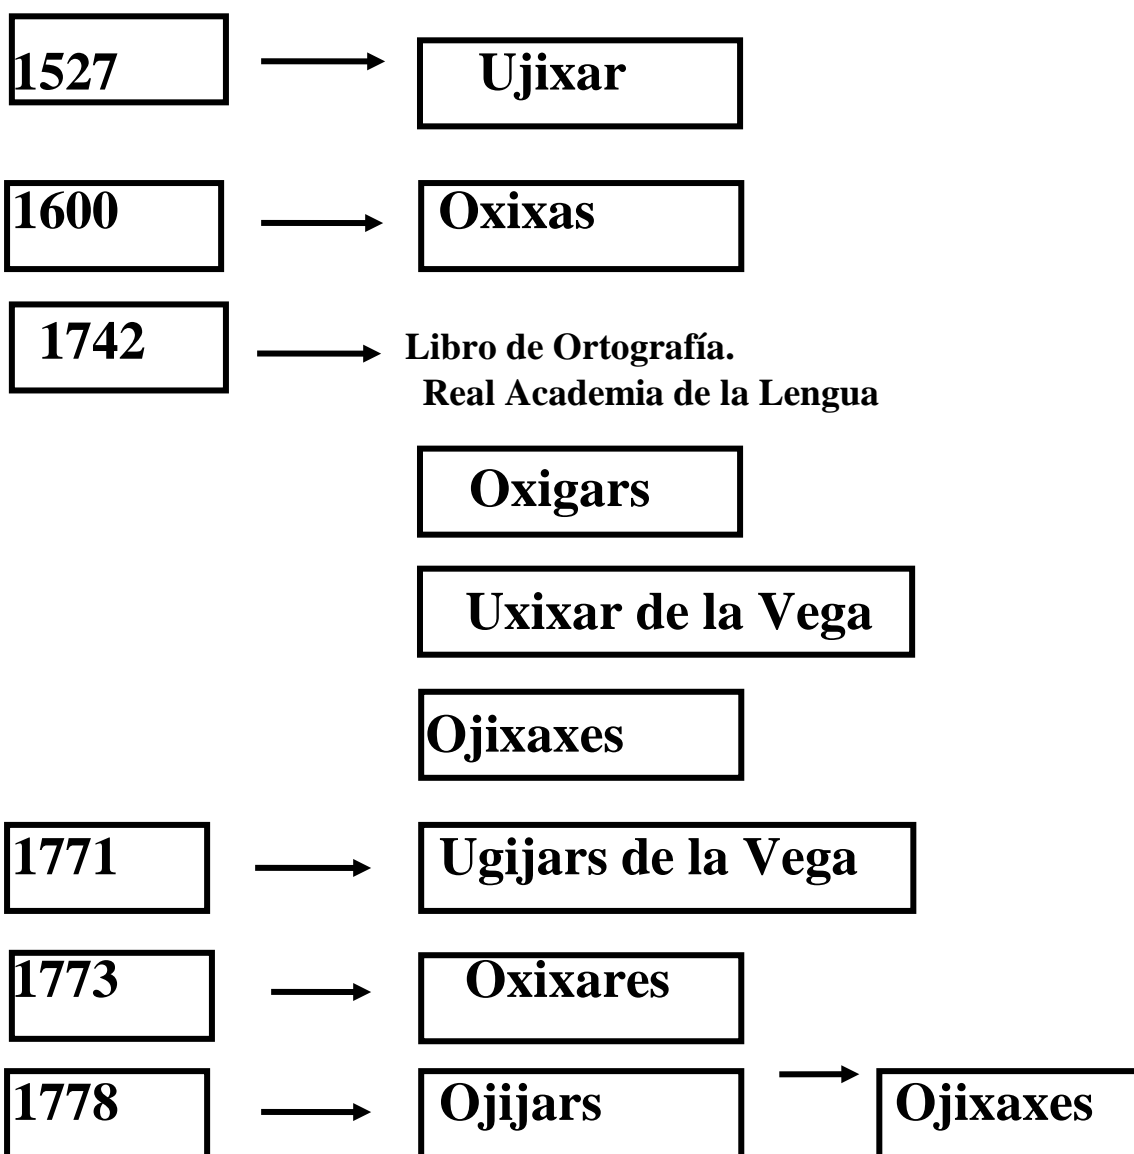 1527 Ujixar
1600 Oxixas
1742 Libro de Ortografía.
Real Academia de la Lengua
Oxigars
Uxixar de la Vega
Ojixaxes
1771 Ugijars de la Vega
1773 Oxixares
1778 Ojijars Ojixaxes